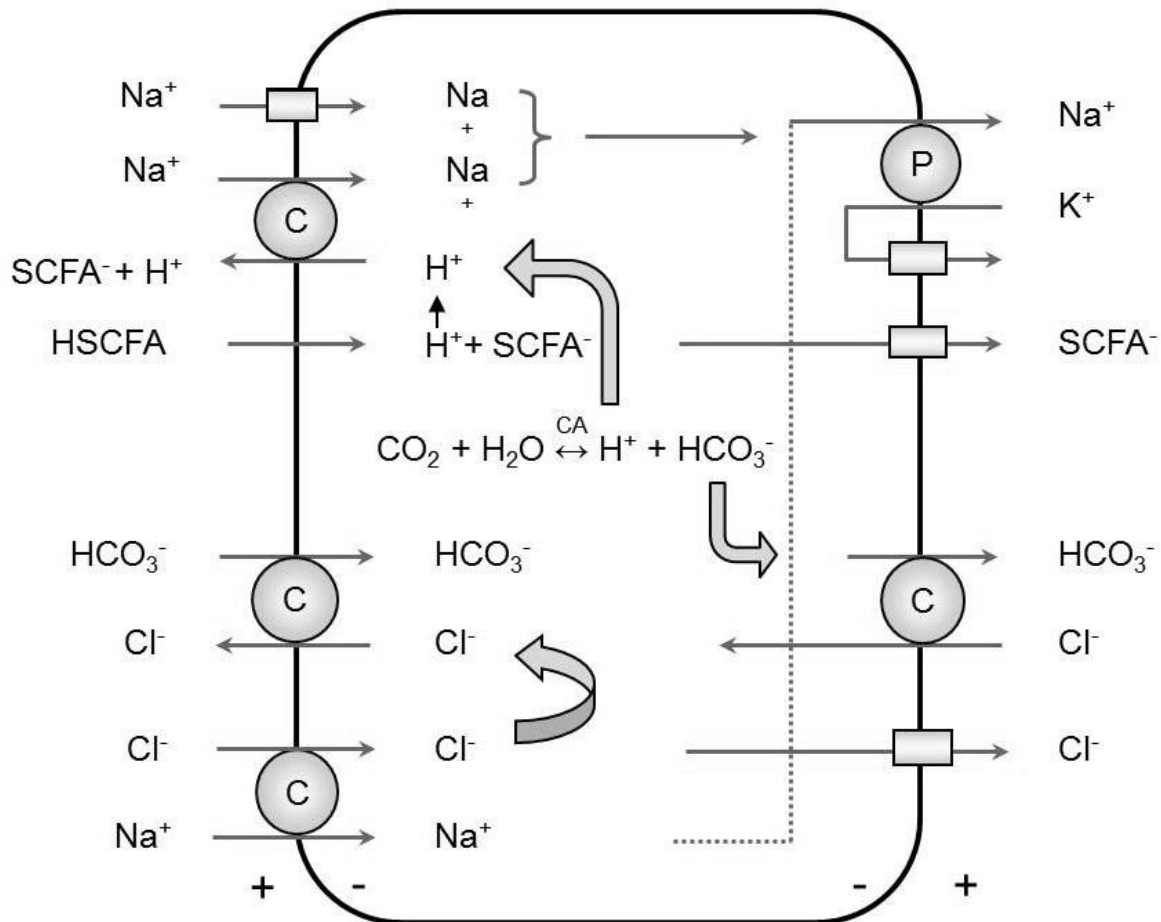 Na⁺ Na + Na⁺
P
Na⁺ Na + K⁺
C
SCFA⁻ + H⁺ H⁺
HSCFA H⁺ + SCFA⁻ SCFA⁻
CA
CO₂ + H₂O ↔ H⁺ + HCO₃⁻
HCO₃⁻ HCO₃⁻ HCO₃⁻
C C
Cl⁻ Cl⁻ Cl⁻
Cl⁻ Cl⁻ Cl⁻
C
Na⁺ Na⁺
+ - - +